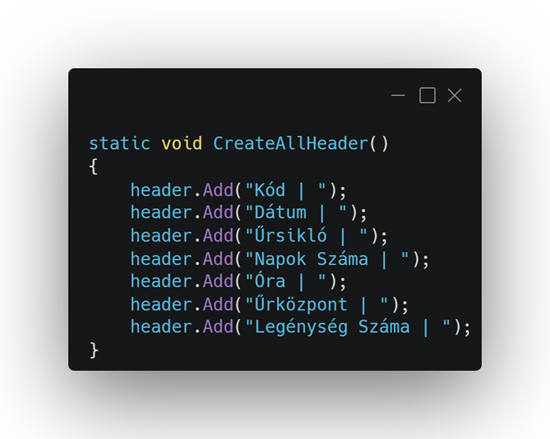 static void CreateAllHeader()
{
    header.Add("Kód | ");
    header.Add("Dátum | ");
    header.Add("Űrsikló | ");
    header.Add("Napok Száma | ");
    header.Add("Óra | ");
    header.Add("Űrközpont | ");
    header.Add("Legénység Száma | ");
}